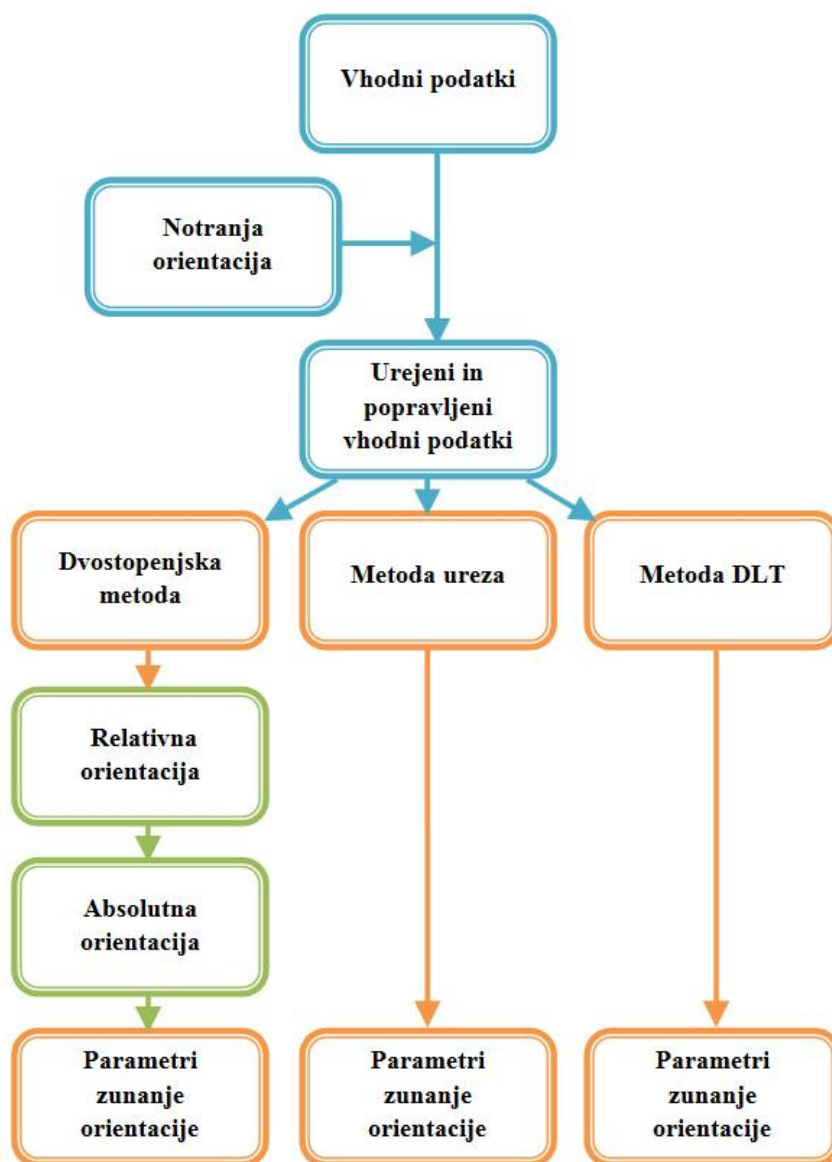 Vhodni podatki
Notranja
orientacija
Urejeni in
popravljeni
vhodni podatki
Dvostopenjska
metoda
Metoda ureza
Metoda DLT
Relativna
orientacija
Absolutna
orientacija
Parametri
zunanje
orientacije
Parametri
zunanje
orientacije
Parametri
zunanje
orientacije